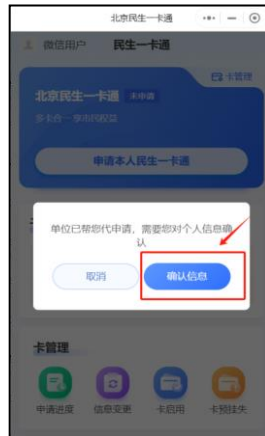 北京民生一卡通
微信用户
民生一卡通
卡管理
北京民生一卡通 未申请
多卡合一 享市民权益
申请本人民生一卡通
单位已帮您代申请，需要您对个人信息确
认
取消
确认信息
卡管理
申请进度
信息变更
卡启用
卡预挂失